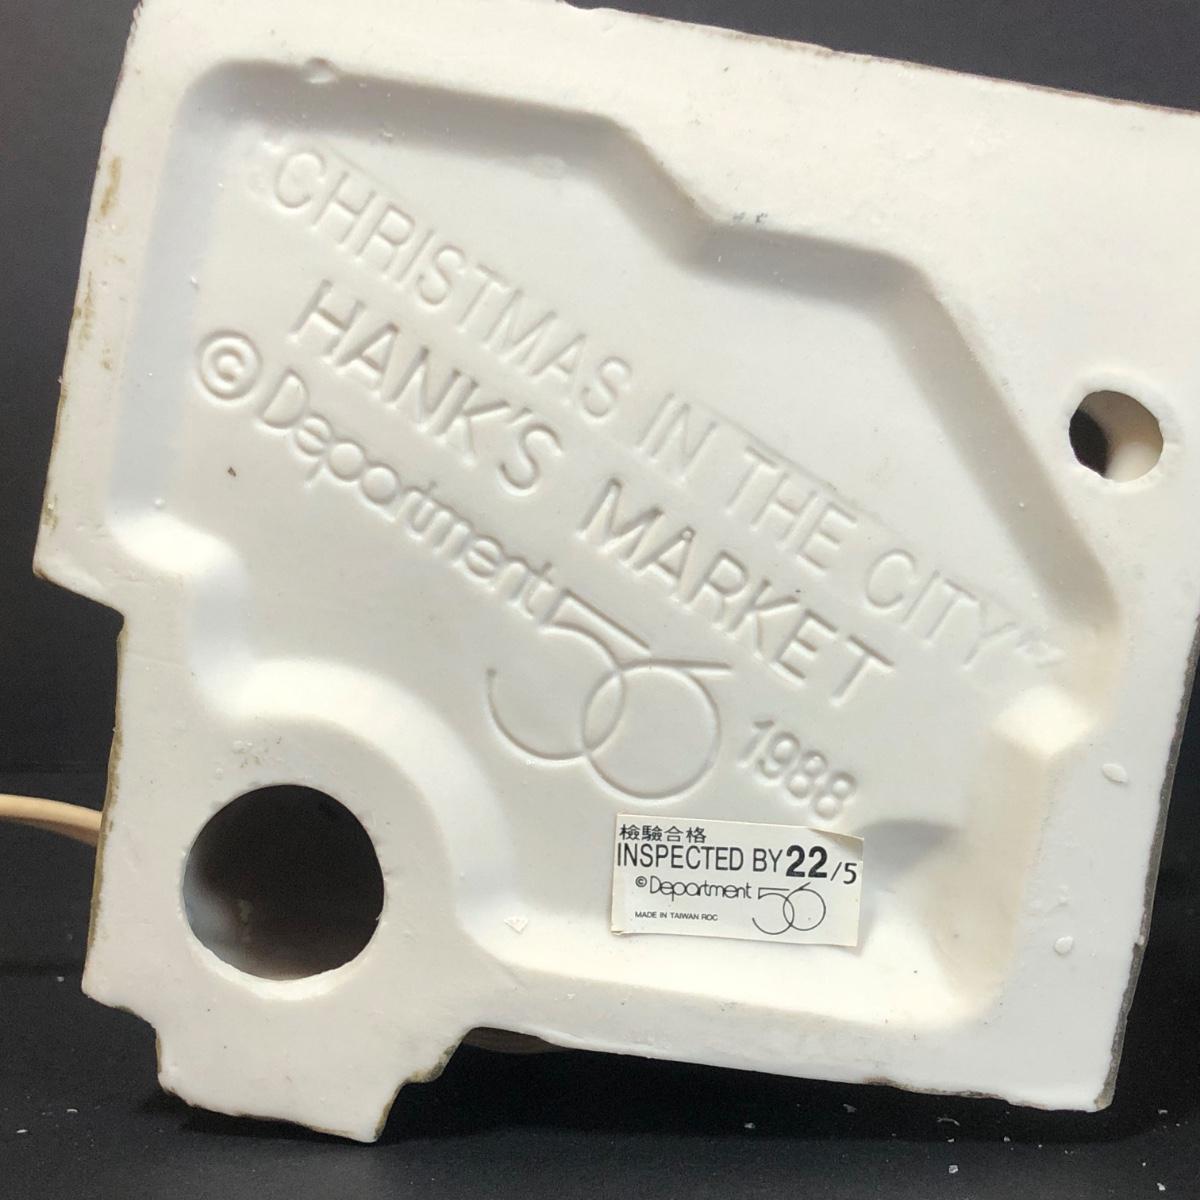 "CHRISTMAS IN THE CITY"
HANK'S MARKET
© Department 56 1988
檢驗合格
INSPECTED BY 22/5
© Department 56
MADE IN TAIWAN ROC